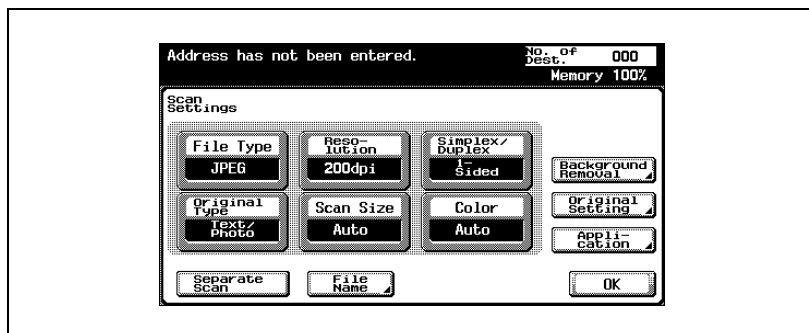 Address has not been entered.
No. of
Dest.
000
Memory 100%
Scan
Settings
File Type
JPEG
Reso-
lution
200dpi
Simplex/
Duplex
1-
Sided
Background
Removal
Original
Type
Text/
Photo
Scan Size
Auto
Color
Auto
Original
Setting
Appli-
cation
Separate
Scan
File
Name
OK